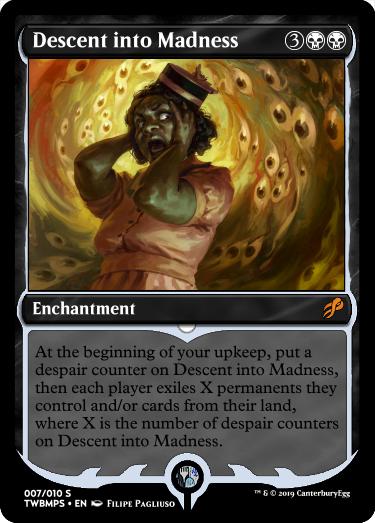 Descent into Madness 3
Enchantment
At the beginning of your upkeep, put a
despair counter on Descent into Madness,
then each player exiles X permanents they
control and/or cards from their land,
where X is the number of despair counters
on Descent into Madness.
007/010 S
TWBMPS • EN Filipe Pagliuso
™ & © 2019 CanterburyEgg